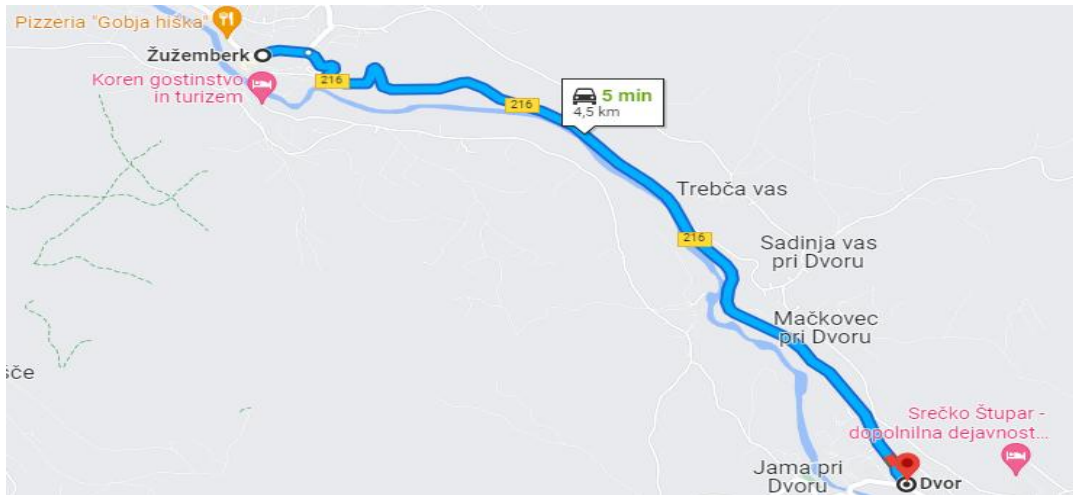 Pizzeria "Gobja hiška"
Žužemberk
Koren gostinstvo
in turizem
216
216
5 min
4,5 km
Trebča vas
216
Sadinja vas
pri Dvoru
Mačkovec
pri Dvoru
šče
Srečko Štupar -
dopolnilna dejavnost...
Jama pri
Dvoru
Dvor